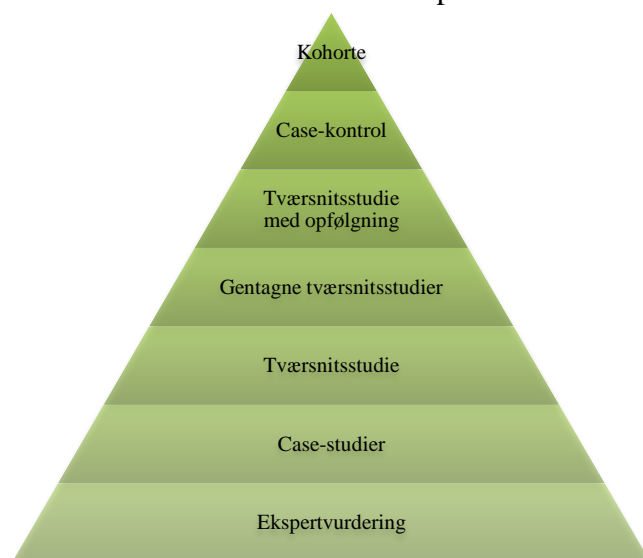 Kohorte
Case-kontrol
Tværsnitsstudie
med opfølgning
Gentagne tværsnitsstudier
Tværsnitsstudie
Case-studier
Ekspertvurdering